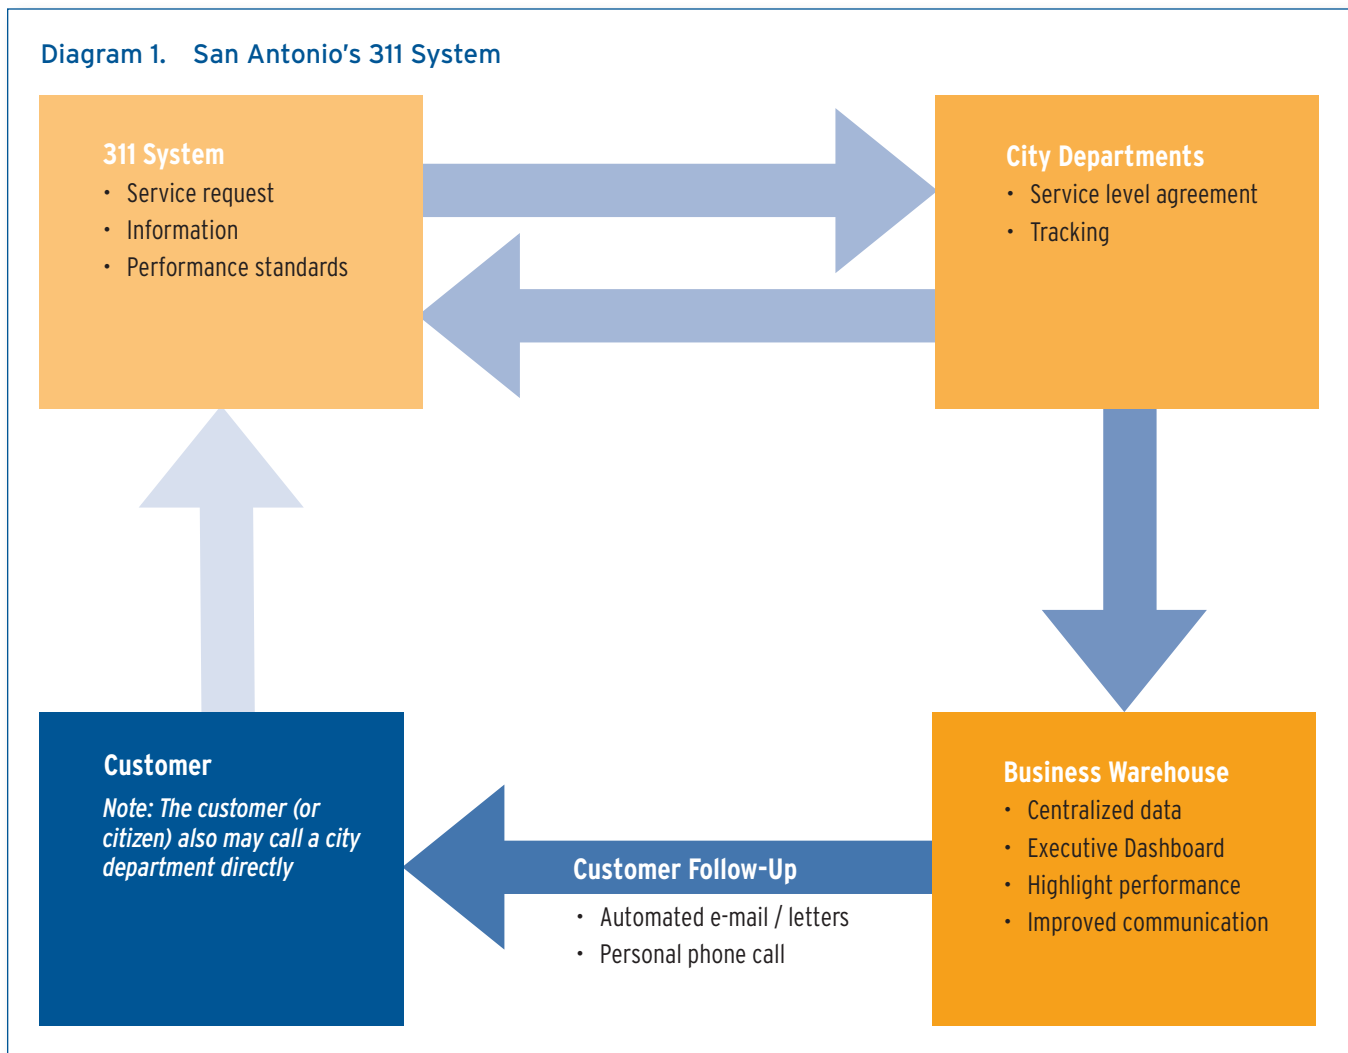 Diagram 1. San Antonio's 311 System
311 System
• Service request
• Information
• Performance standards
City Departments
• Service level agreement
• Tracking
Customer
Note: The customer (or
citizen) also may call a city
department directly
Customer Follow-Up
• Automated e-mail / letters
• Personal phone call
Business Warehouse
• Centralized data
• Executive Dashboard
• Highlight performance
• Improved communication